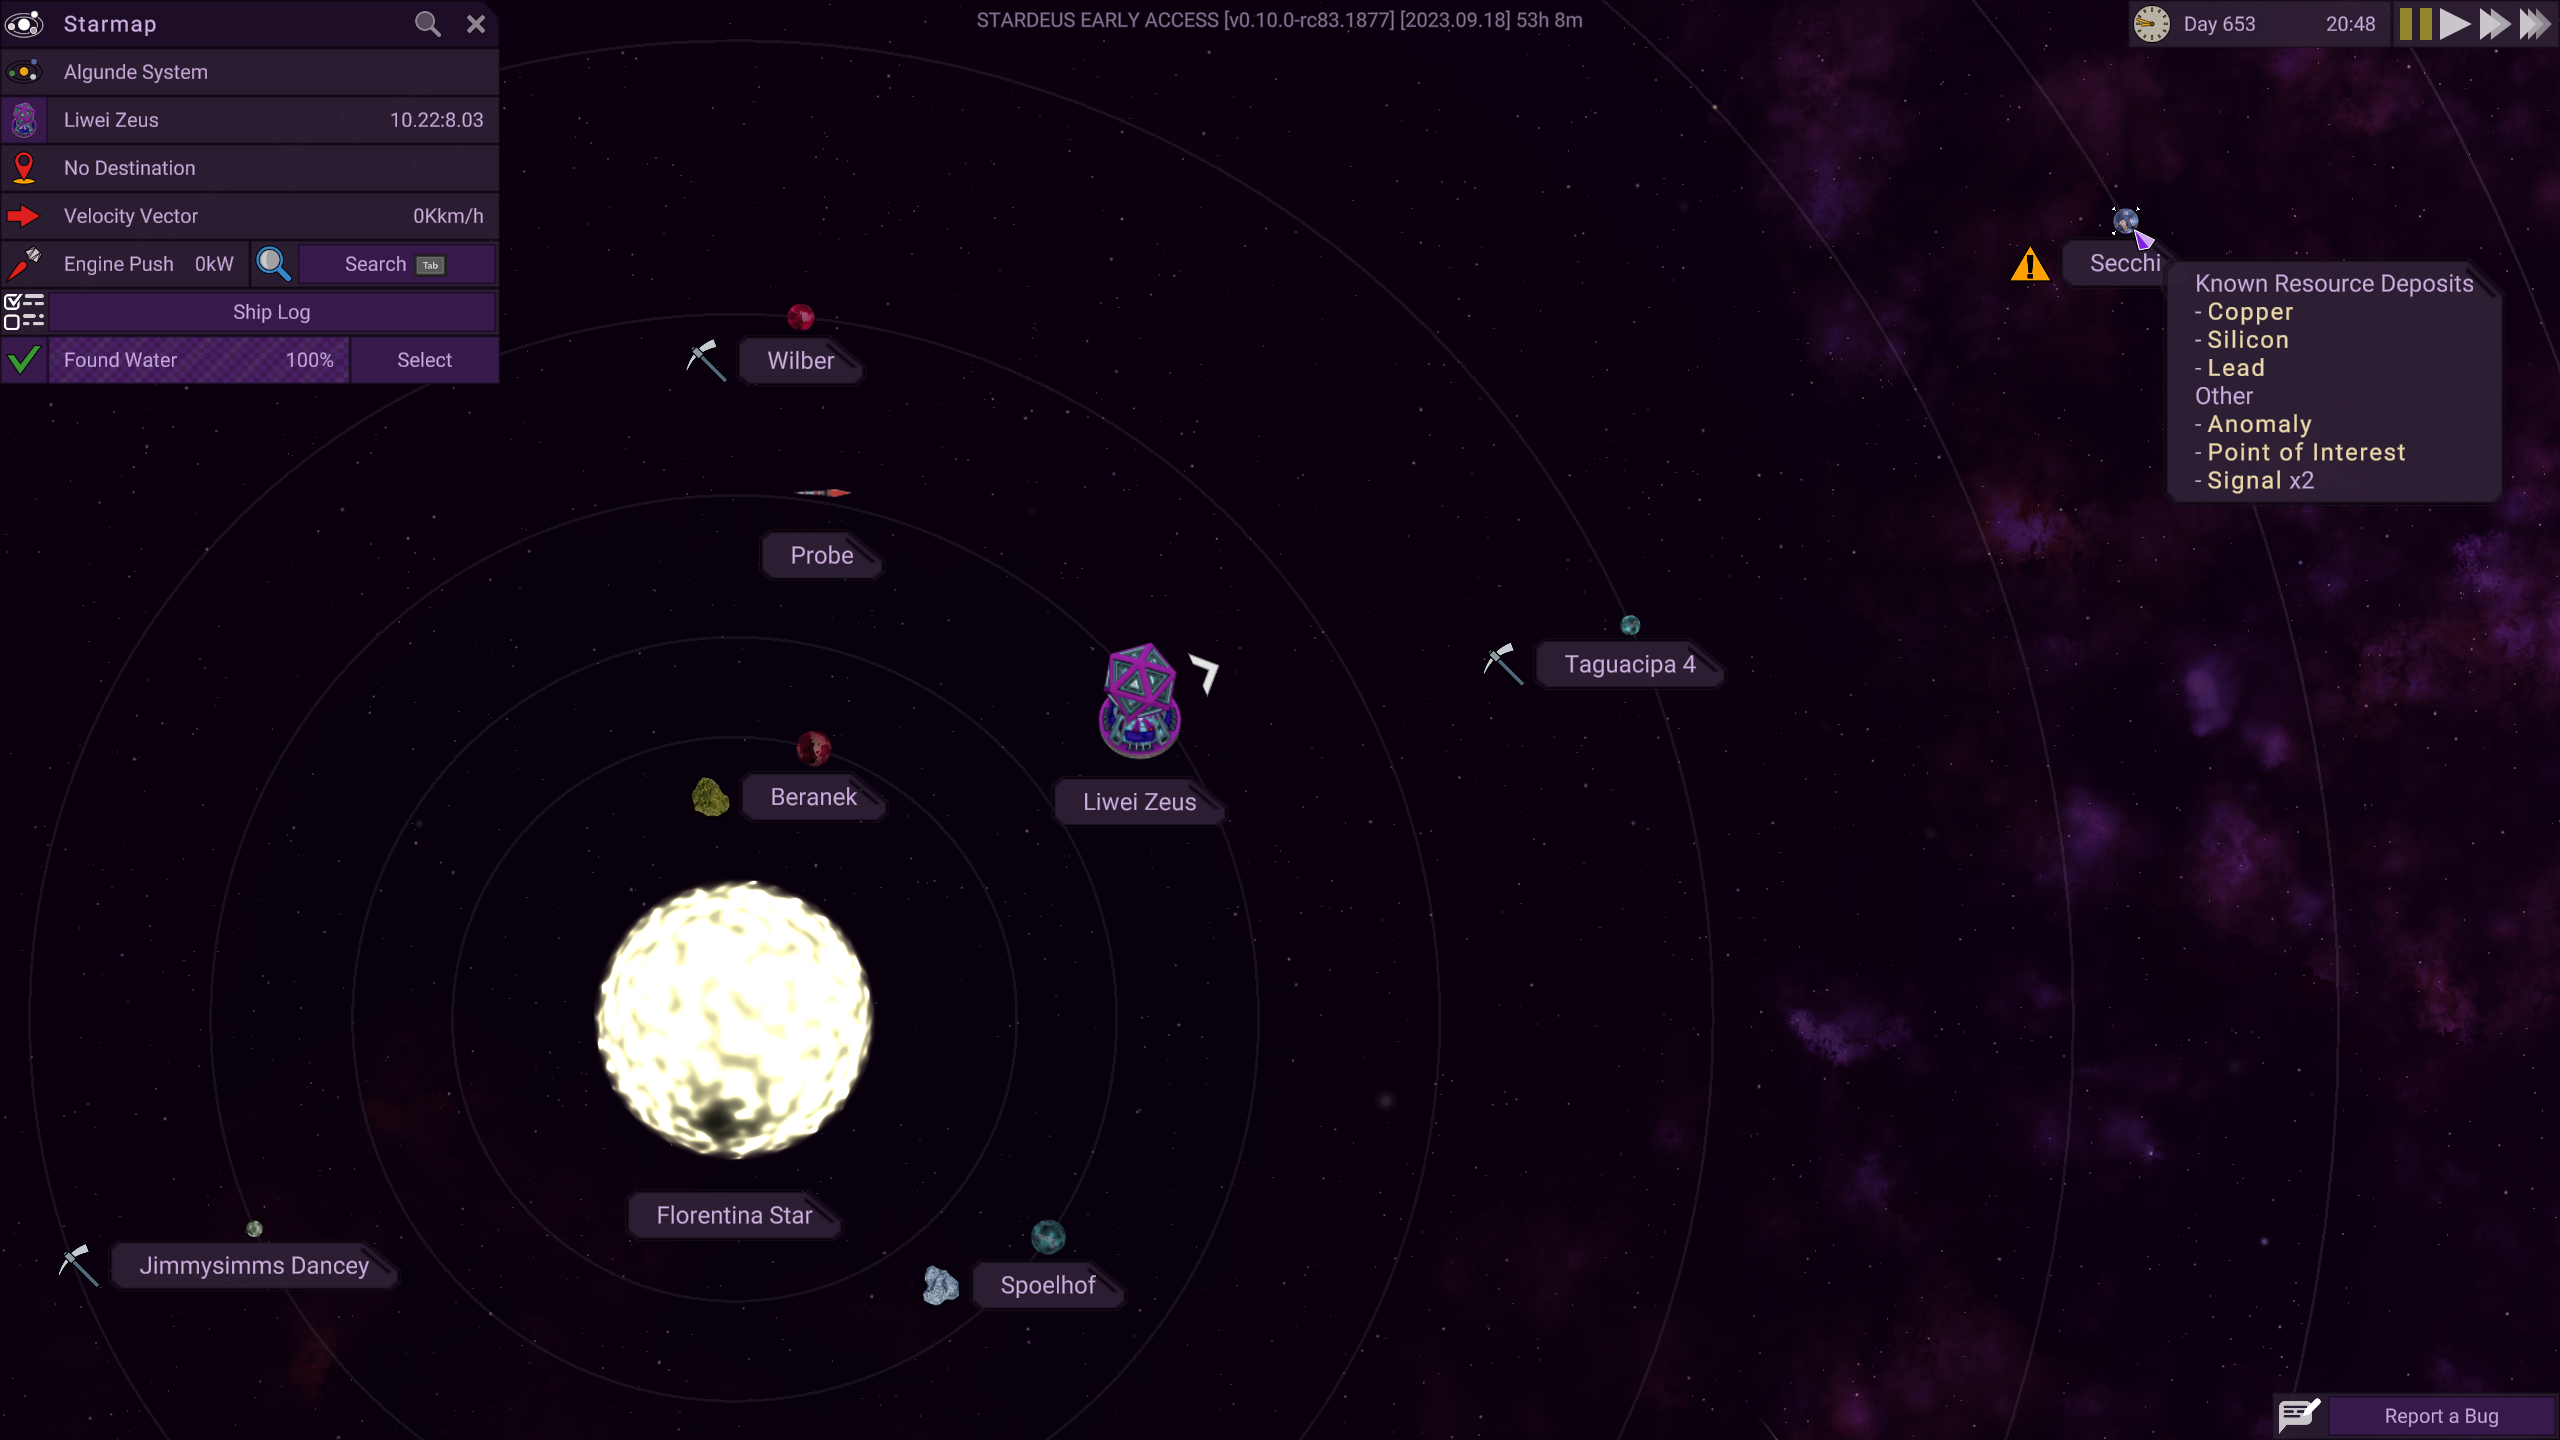 Starmap
Algunde System
Liwei Zeus 10.22:8.03
No Destination
Velocity Vector 0Kkm/h
Engine Push 0kW Search Tab
Ship Log
Found Water 100% Select
STARDEUS EARLY ACCESS [v0.10.0-rc83.1877] [2023.09.18] 53h 8m
Day 653 20:48
Secchi
Known Resource Deposits
- Copper
- Silicon
- Lead
Other
- Anomaly
- Point of Interest
- Signal x2
Wilber
Probe
Taguacipa 4
Beranek
Liwei Zeus
Florentina Star
Jimmysimms Dancey
Spoelhof
Report a Bug